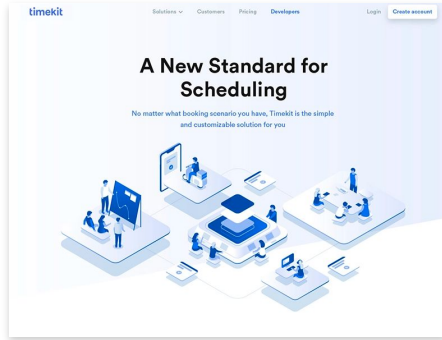 timekit
Solutions Customers Pricing Developers Login Create account
A New Standard for
Scheduling
No matter what booking scenario you have, Timekit is the simple
and customizable solution for you